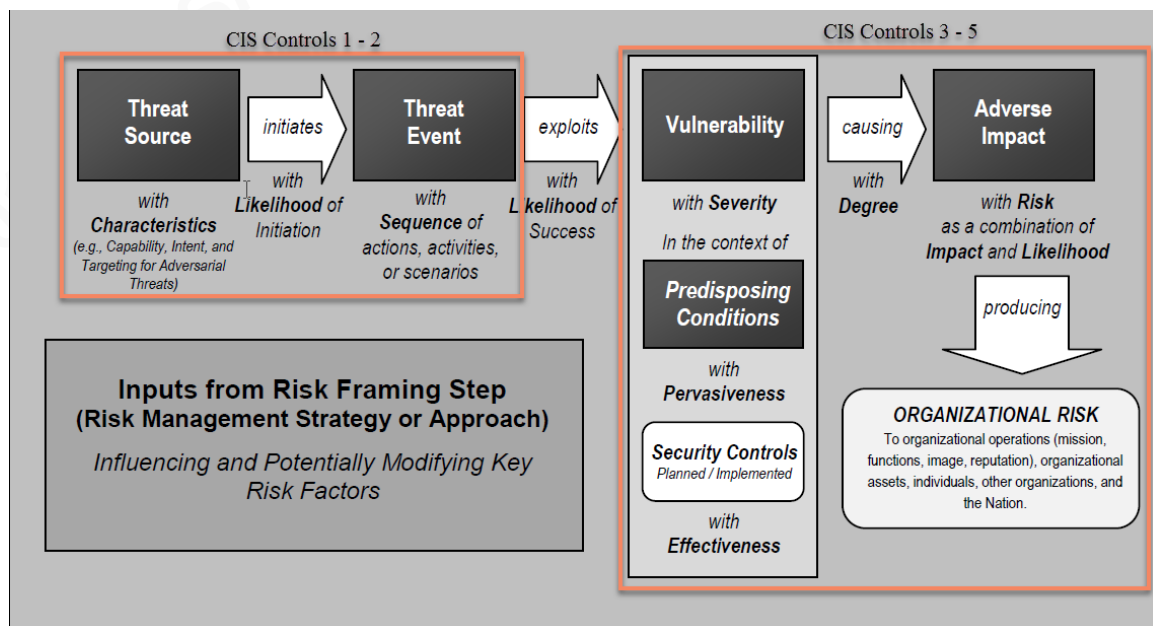 CIS Controls 1 - 2
CIS Controls 3 - 5
Threat
Source
initiates
Threat
Event
exploits
Vulnerability
causing
Adverse
Impact
with
Characteristics
(e.g., Capability, Intent, and
Targeting for Adversarial
Threats)
with
Likelihood of
Initiation
with
Sequence of
actions, activities,
or scenarios
with
Likelihood of
Success
with Severity
In the context of
Predisposing
Conditions
with
Pervasiveness
Security Controls
Planned / Implemented
with
Effectiveness
with
Degree
with Risk
as a combination of
Impact and Likelihood
producing
ORGANIZATIONAL RISK
To organizational operations (mission,
functions, image, reputation), organizational
assets, individuals, other organizations, and
the Nation.
Inputs from Risk Framing Step
(Risk Management Strategy or Approach)
Influencing and Potentially Modifying Key
Risk Factors